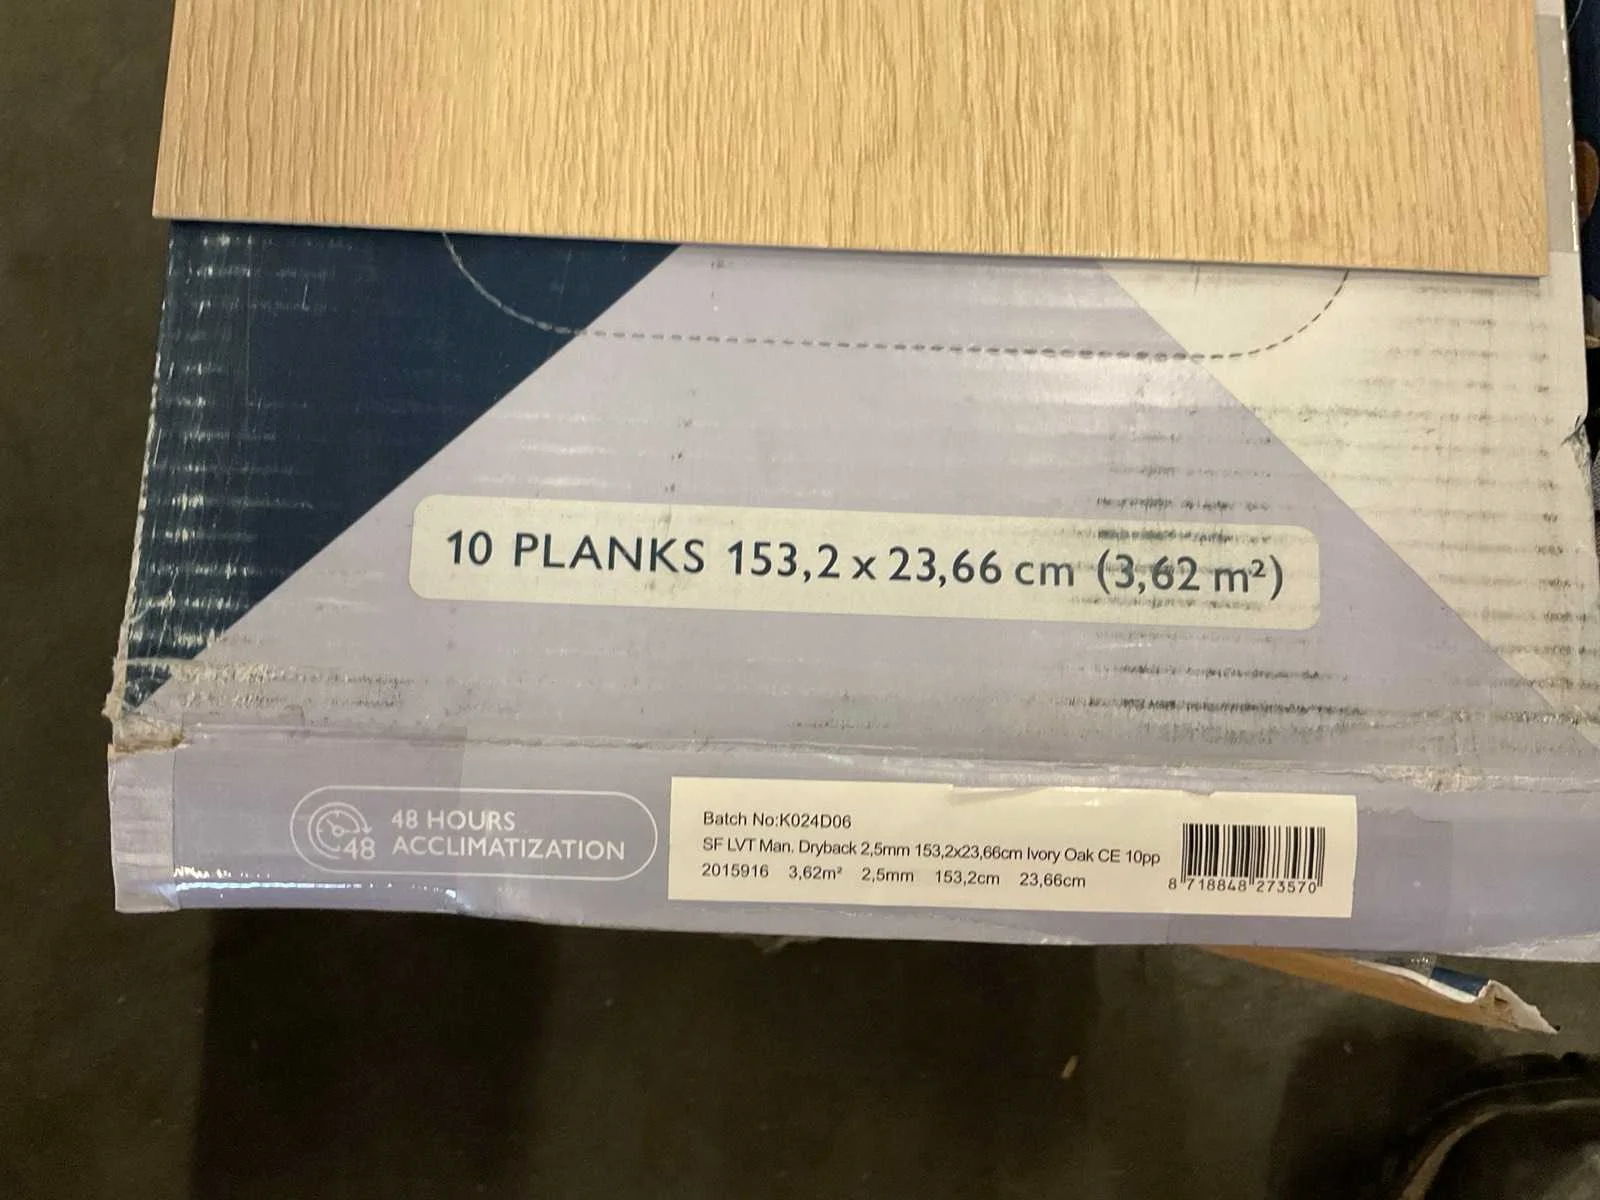 10 PLANKS 153,2 x 23,66 cm (3,62 m²)
48 HOURS
48 ACCLIMATIZATION
Batch No:K024D06
SF LVT Man. Dryback 2,5mm 153,2x23,66cm Ivory Oak CE 10pp
2015916 3,62m² 2,5mm 153,2cm 23,66cm
8 718848 273570